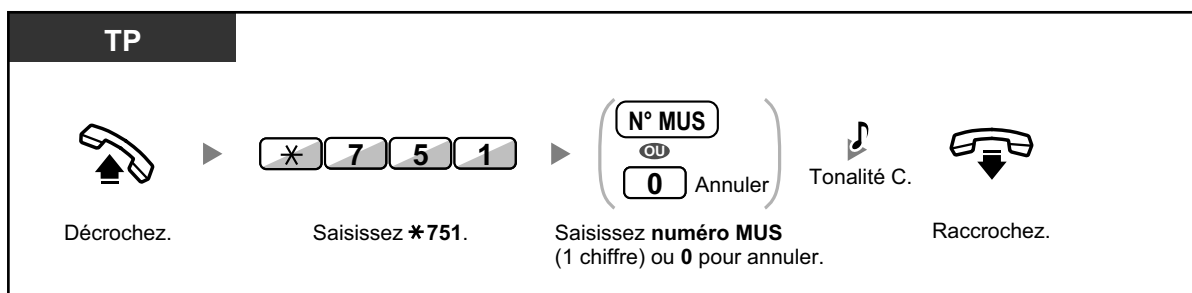 TP
✳ 7 5 1
N° MUS
OU
0 Annuler
Tonalité C.
Décrochez.
Saisissez ✳751.
Saisissez numéro MUS
(1 chiffre) ou 0 pour annuler.
Raccrochez.